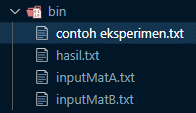 bin
contoh eksperimen.txt
hasil.txt
inputMatA.txt
inputMatB.txt